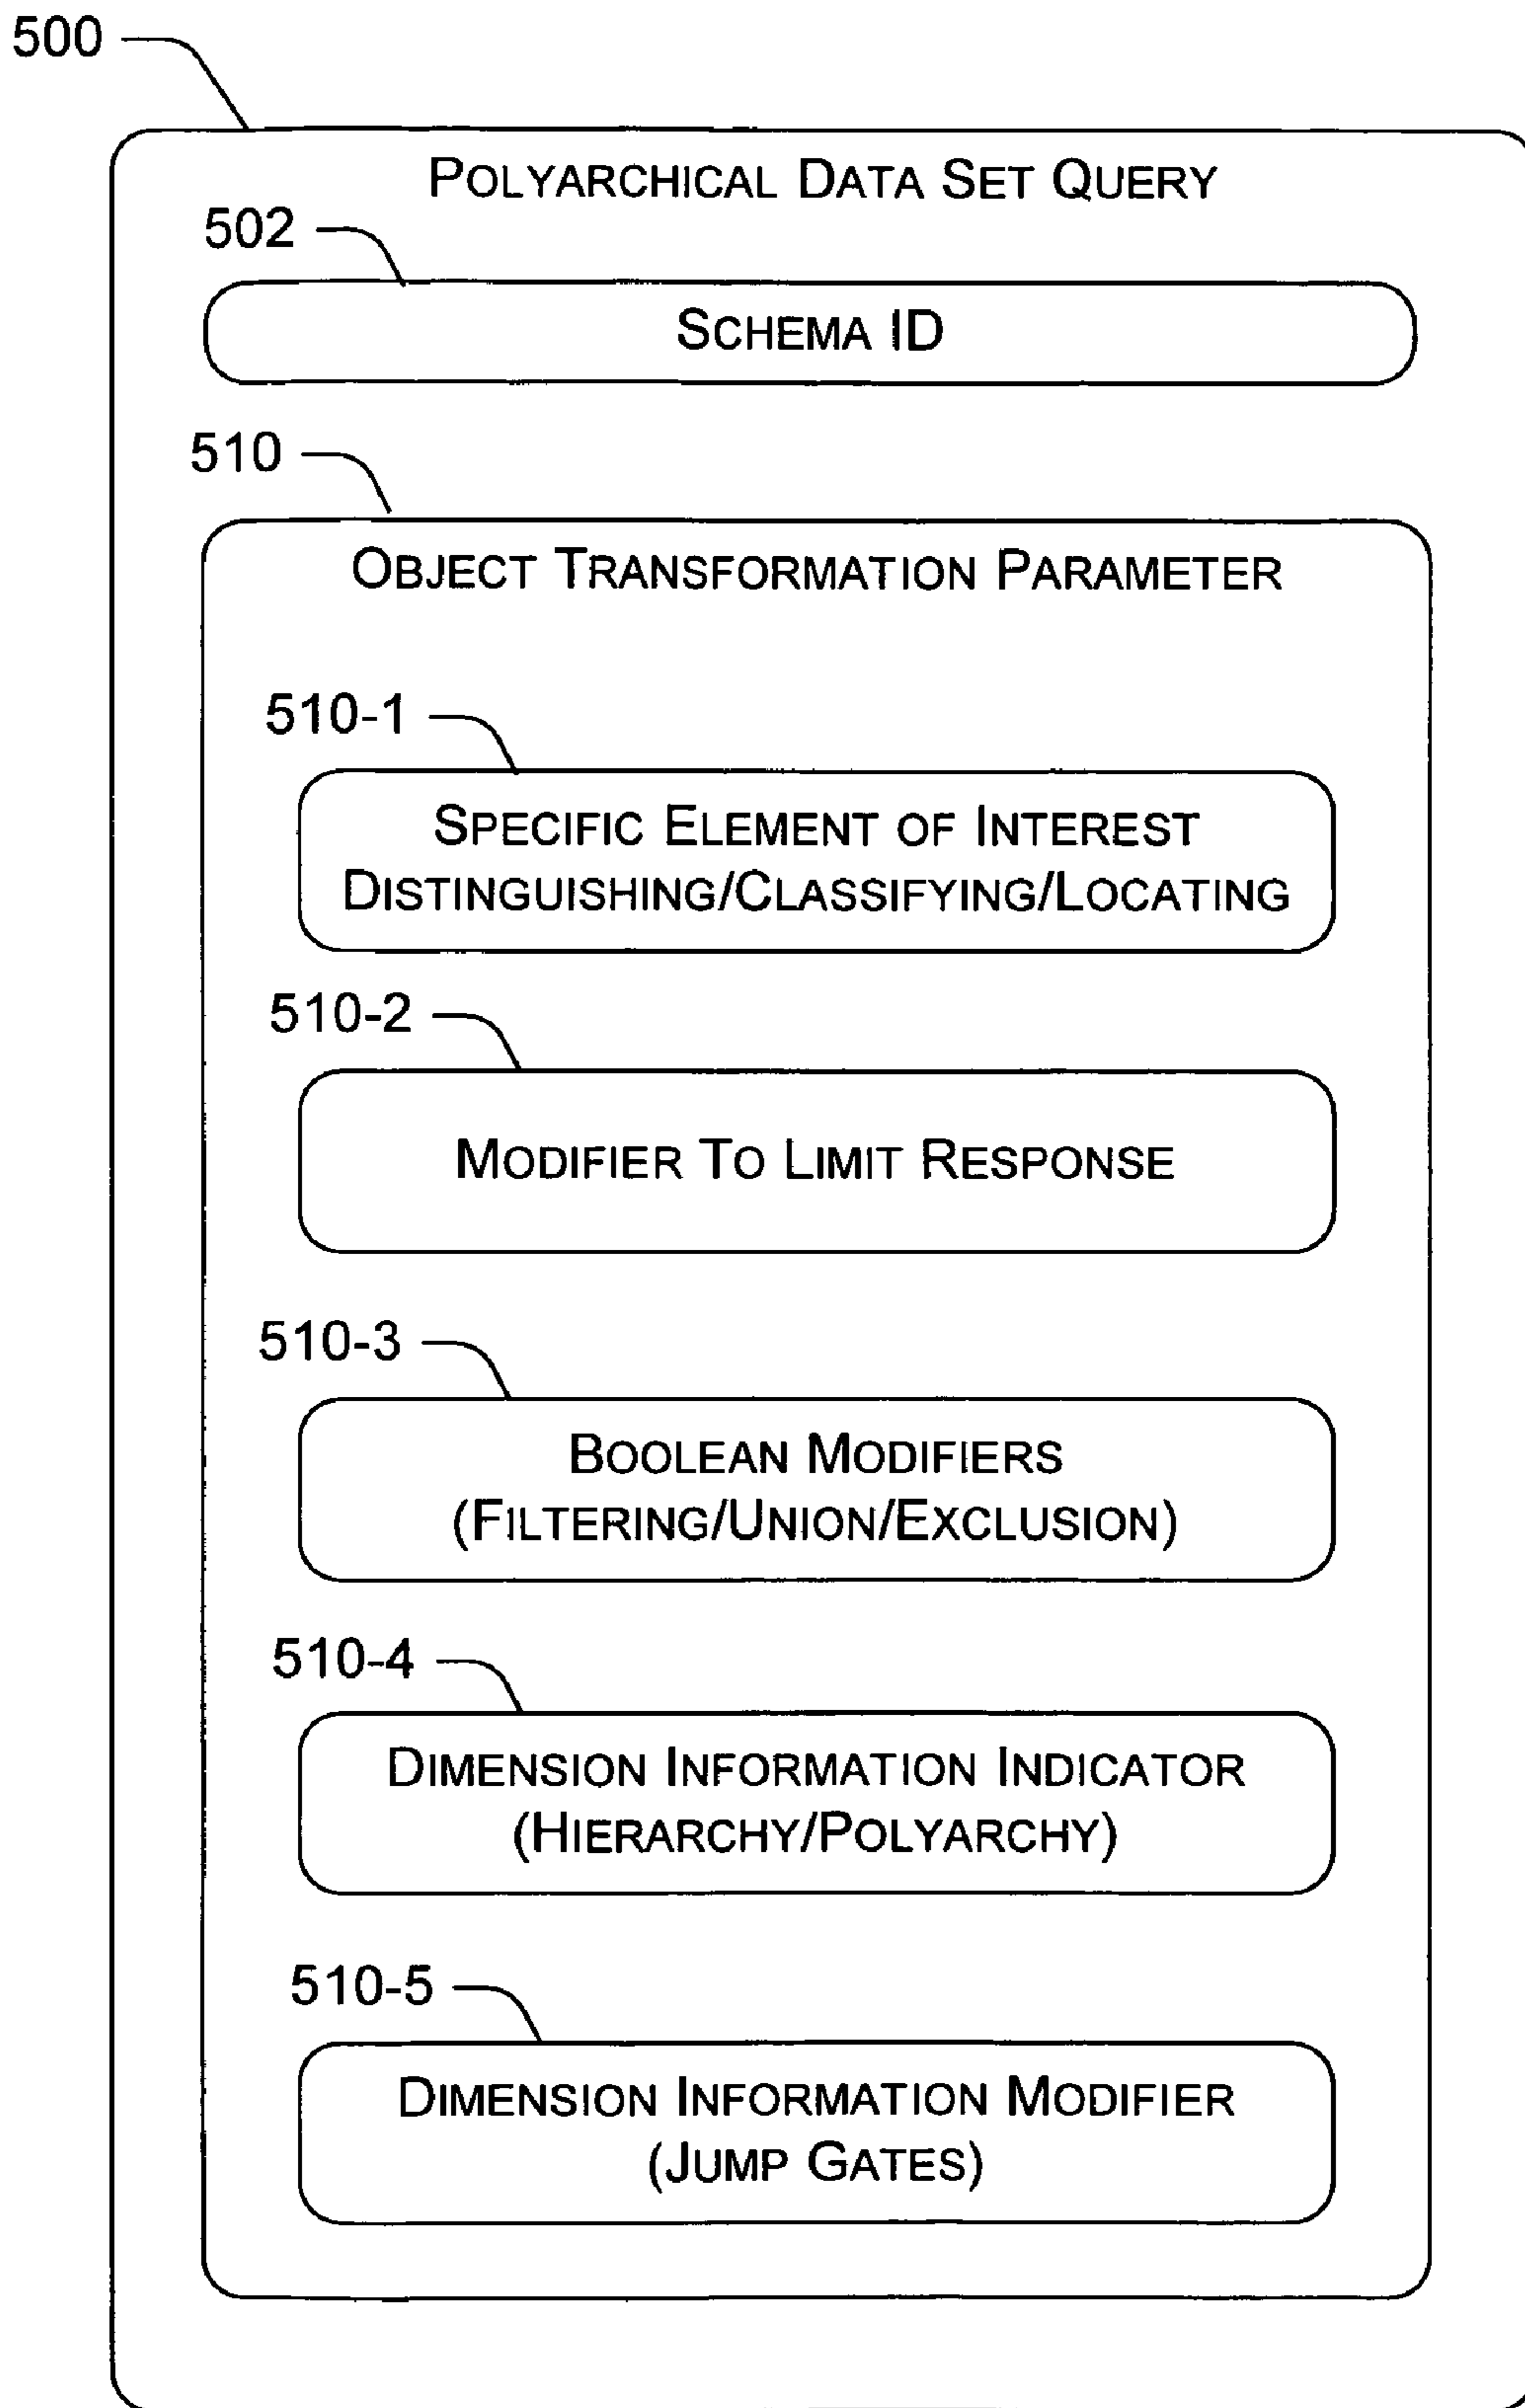 500
POLYARCHICAL DATA SET QUERY
502
SCHEMA ID
510
OBJECT TRANSFORMATION PARAMETER
510-1
SPECIFIC ELEMENT OF INTEREST
DISTINGUISHING/CLASSIFYING/LOCATING
510-2
MODIFIER TO LIMIT RESPONSE
510-3
BOOLEAN MODIFIERS
(FILTERING/UNION/EXCLUSION)
510-4
DIMENSION INFORMATION INDICATOR
(HIERARCHY/POLYARCHY)
510-5
DIMENSION INFORMATION MODIFIER
(JUMP GATES)